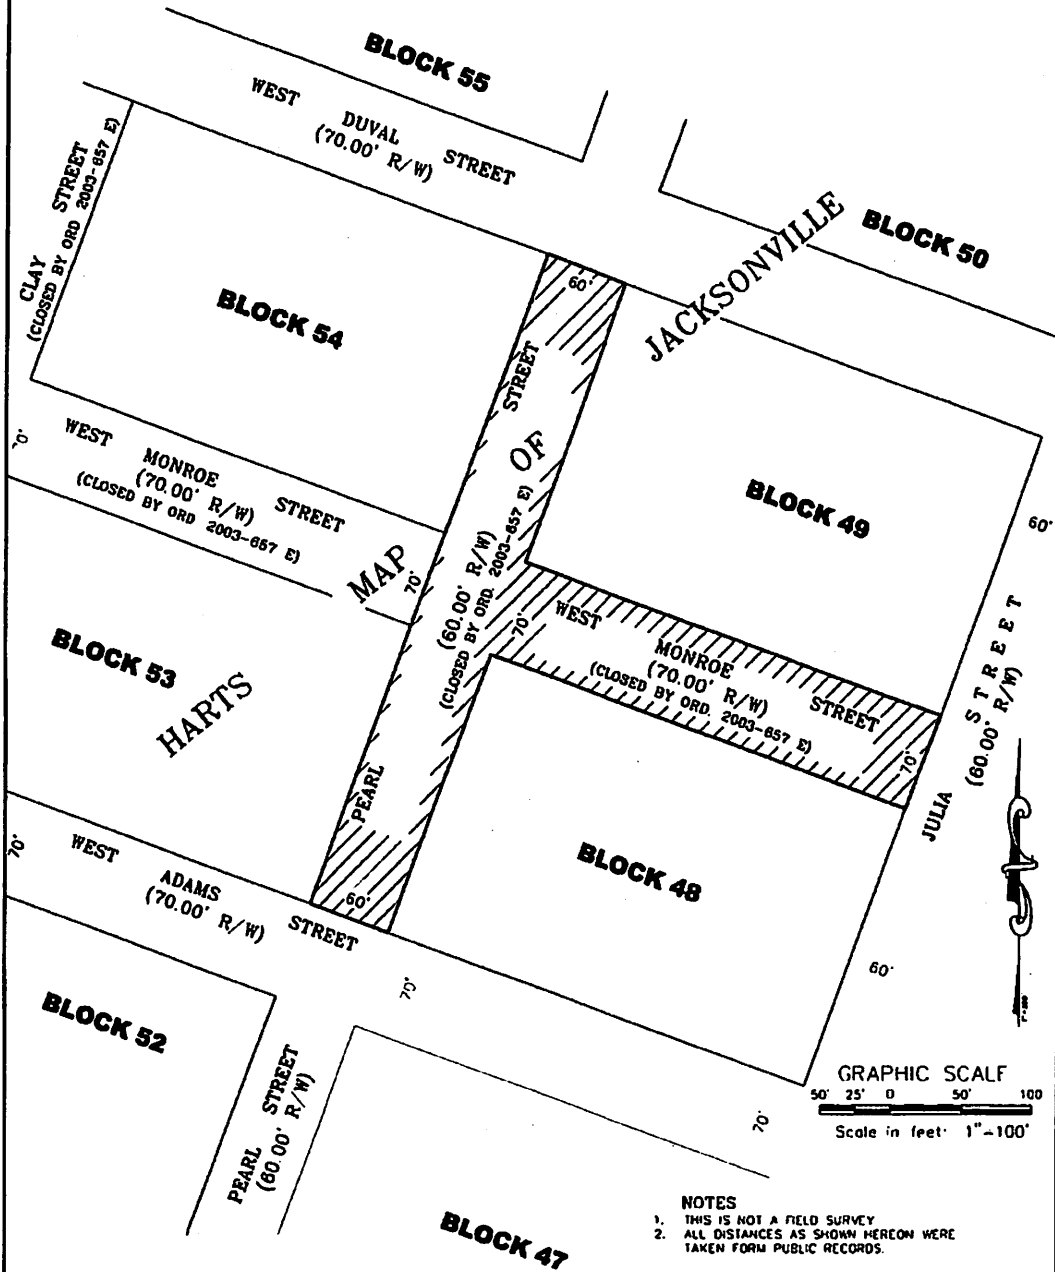 BLOCK 55
WEST DUVAL STREET
(70.00' R/W)
CLAY STREET
(CLOSED BY ORD 2003-657 E)
BLOCK 54
60'
JACKSONVILLE
BLOCK 50
STREET
OF
BLOCK 49
60'
70'
WEST MONROE STREET
(70.00' R/W)
(CLOSED BY ORD 2003-657 E)
MAP
70'
(60.00' R/W)
(CLOSED BY ORD. 2003-657 E)
70'
WEST MONROE STREET
(70.00' R/W)
(CLOSED BY ORD. 2003-657 E)
70'
JULIA STREET
(60.00' R/W)
BLOCK 53
HARTS
PEARL
60'
70'
WEST ADAMS STREET
(70.00' R/W)
BLOCK 48
60'
70'
BLOCK 52
PEARL STREET
(60.00' R/W)
70'
BLOCK 47
GRAPHIC SCALE
50' 25' 0 50' 100
Scale in feet: 1"=100'
NOTES
1. THIS IS NOT A FIELD SURVEY
2. ALL DISTANCES AS SHOWN HEREON WERE
TAKEN FORM PUBLIC RECORDS.